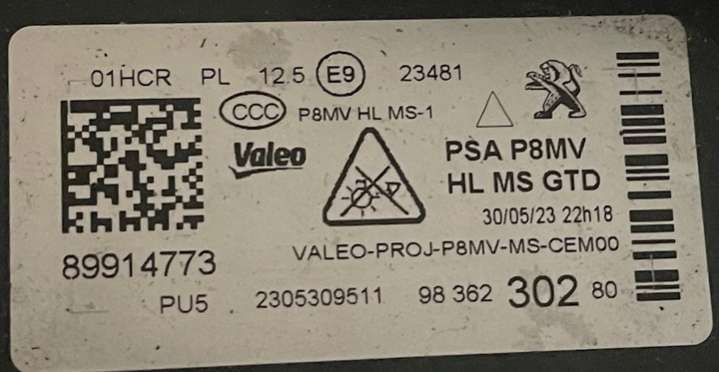 01HCR PL 12.5 E9 23481
CCC P8MV HL MS-1
Valeo
PSA P8MV
HL MS GTD
30/05/23 22h18
VALEO-PROJ-P8MV-MS-CEM00
89914773
PU5 2305309511 98 362 302 80